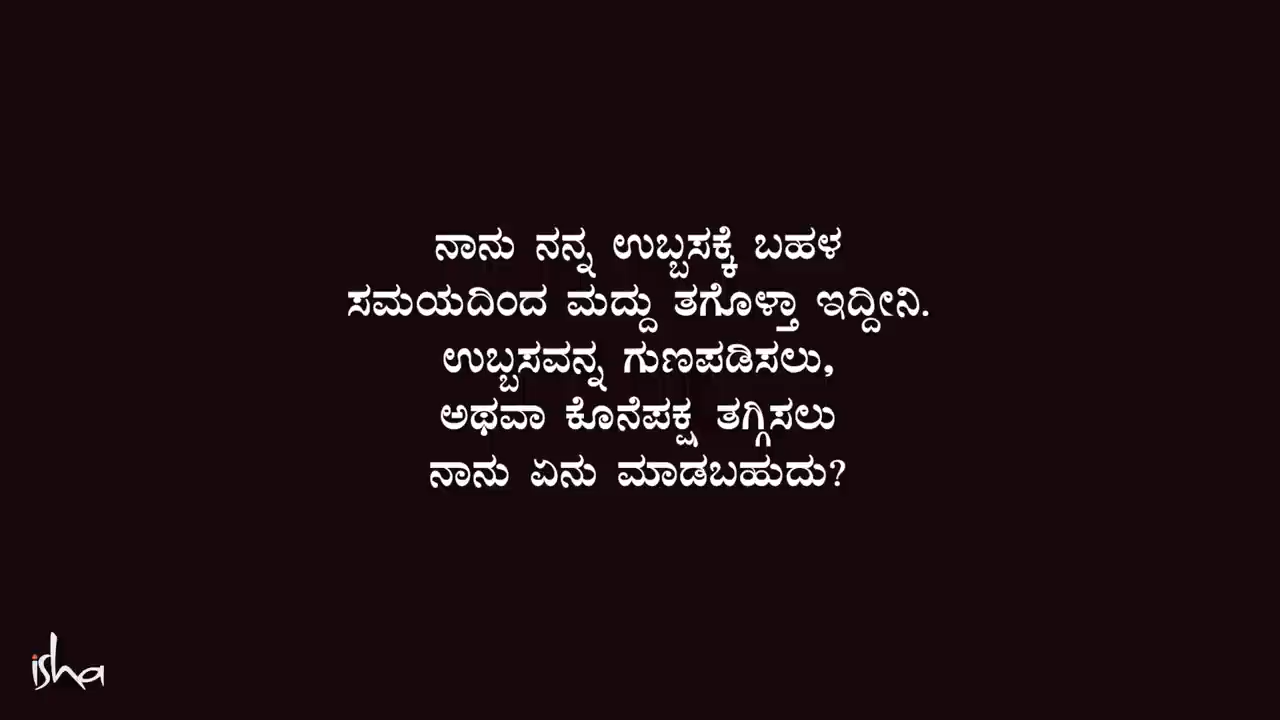 ನಾನು ನನ್ನ ಉಬ್ಬಸಕ್ಕೆ ಬಹಳ
ಸಮಯದಿಂದ ಮದ್ದು ತಗೊಳ್ತಾ ಇದ್ದೀನಿ.
ಉಬ್ಬಸವನ್ನ ಗುಣಪಡಿಸಲು,
ಅಥವಾ ಕೊನೆಪಕ್ಷ ತಗ್ಗಿಸಲು
ನಾನು ಏನು ಮಾಡಬಹುದು?
isha